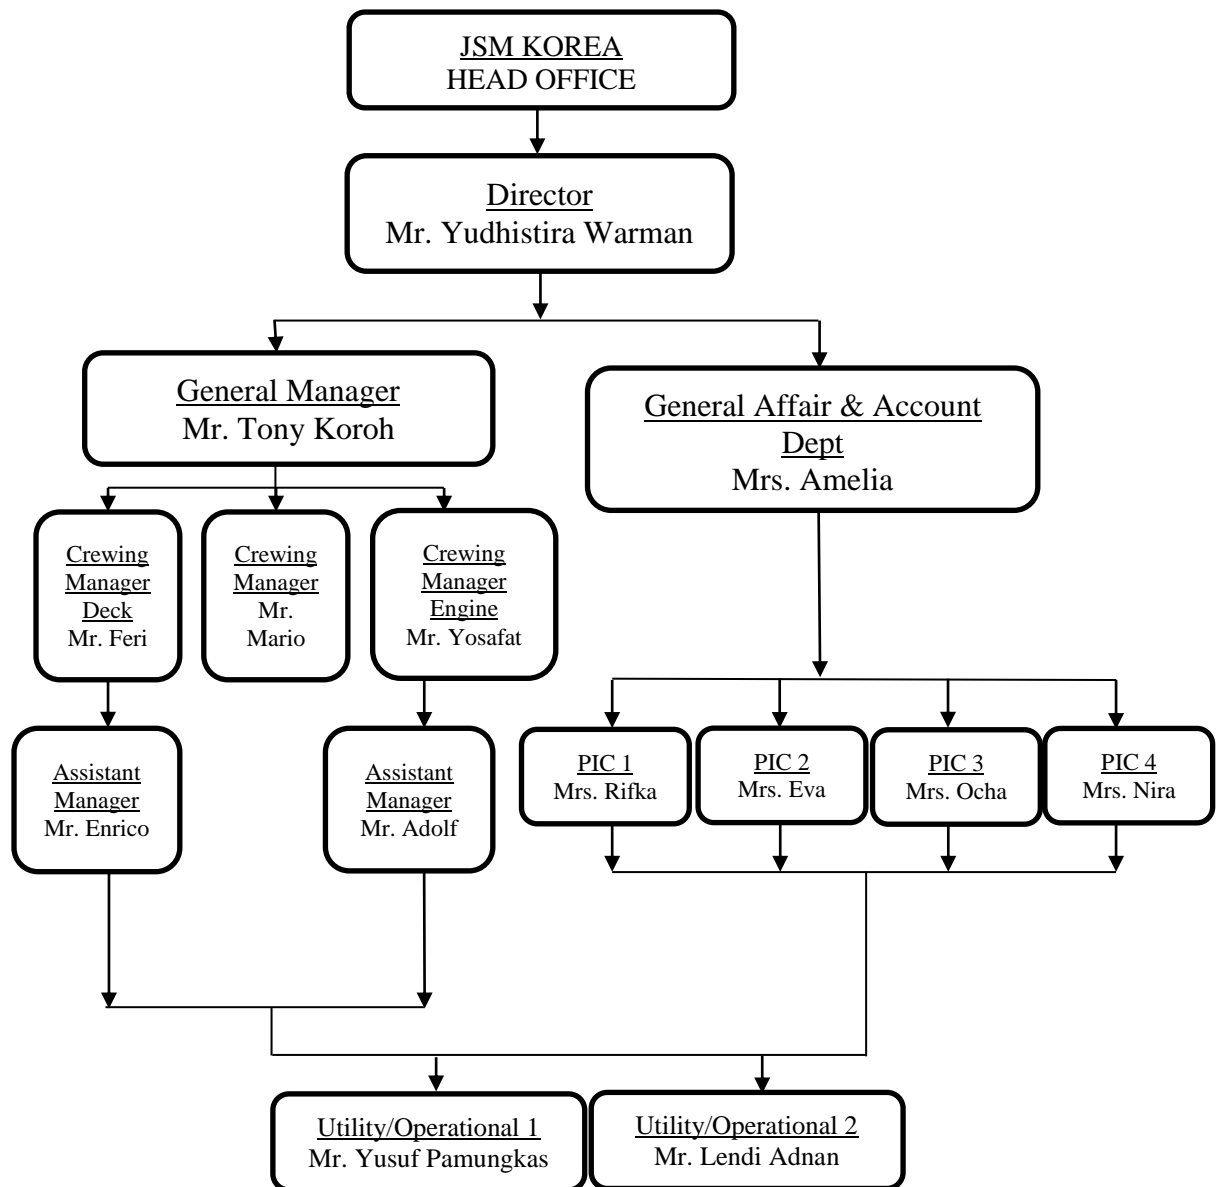 JSM KOREA
HEAD OFFICE
Director
Mr. Yudhistira Warman
General Manager
Mr. Tony Koroh
General Affair & Account
Dept
Mrs. Amelia
Crewing
Manager
Deck
Mr. Feri
Crewing
Manager
Mr.
Mario
Crewing
Manager
Engine
Mr. Yosafat
Assistant
Manager
Mr. Enrico
Assistant
Manager
Mr. Adolf
PIC 1
Mrs. Rifka
PIC 2
Mrs. Eva
PIC 3
Mrs. Ocha
PIC 4
Mrs. Nira
Utility/Operational 1
Mr. Yusuf Pamungkas
Utility/Operational 2
Mr. Lendi Adnan